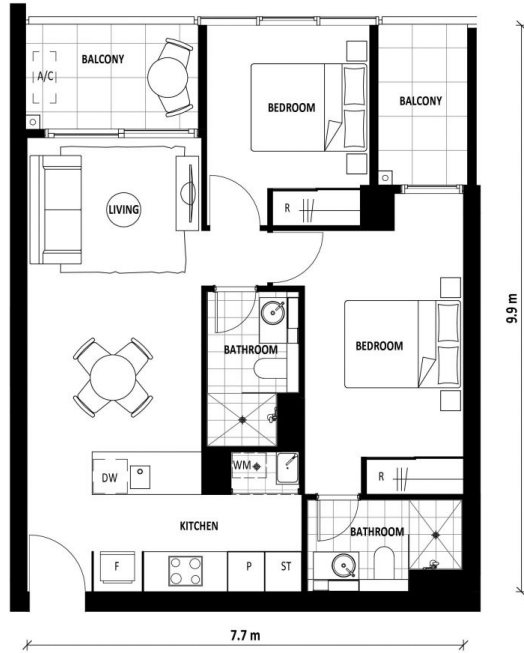 BALCONY
A/C
BEDROOM
BALCONY
R
LIVING
9.9 m
BATHROOM
BEDROOM
WM
DW
R
KITCHEN
BATHROOM
F
P
ST
7.7 m